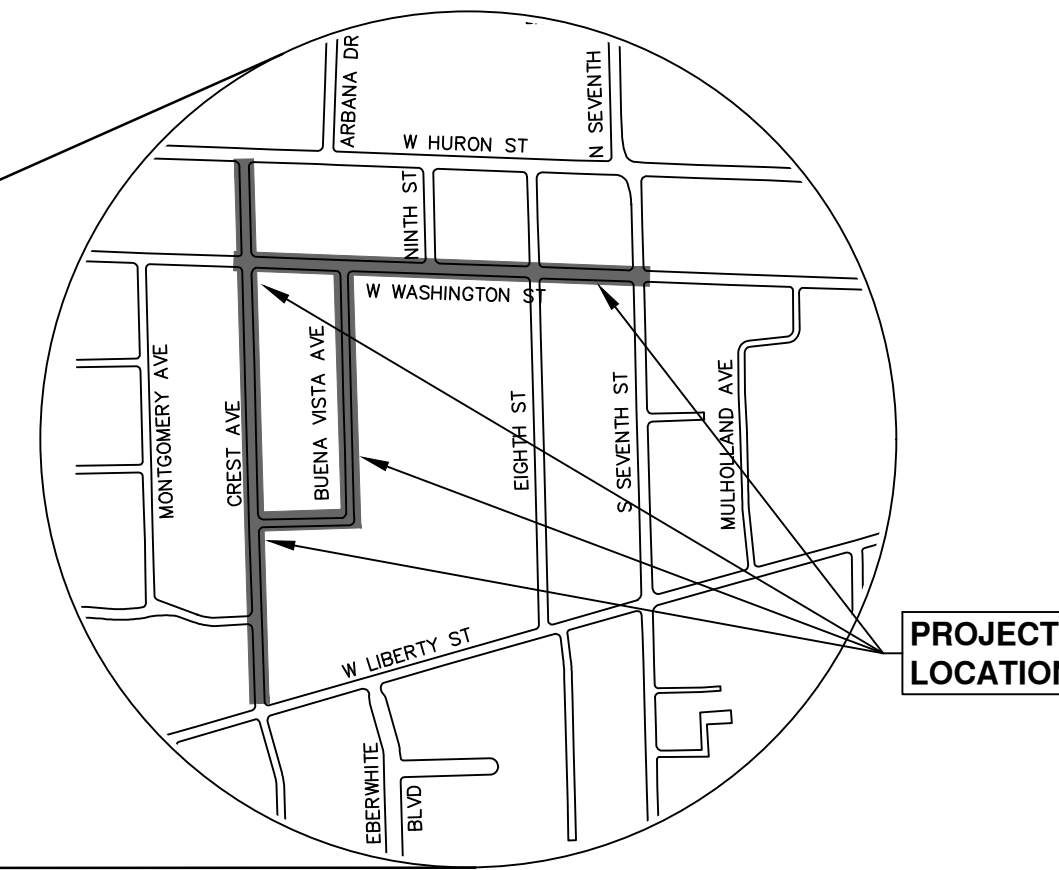 ARBANA DR
N SEVENTH
W HURON ST
NINTH ST
W WASHINGTON ST
MONTGOMERY AVE
CREST AVE
BUENA VISTA AVE
EIGHTH ST
S SEVENTH ST
MULHOLLAND AVE
W LIBERTY ST
EBERWHITE
BLVD
PROJECT
LOCATION